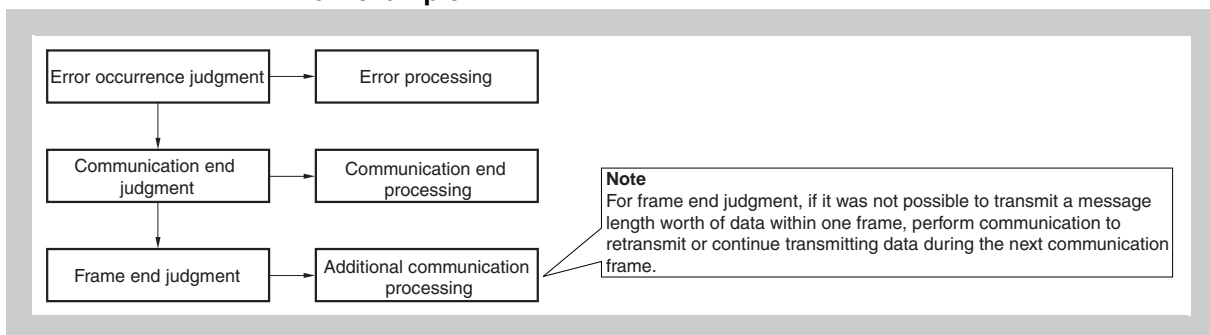 Error occurrence judgment
Error processing
Communication end
judgment
Communication end
processing
Frame end judgment
Additional communication
processing
Note
For frame end judgment, if it was not possible to transmit a message
length worth of data within one frame, perform communication to
retransmit or continue transmitting data during the next communication
frame.